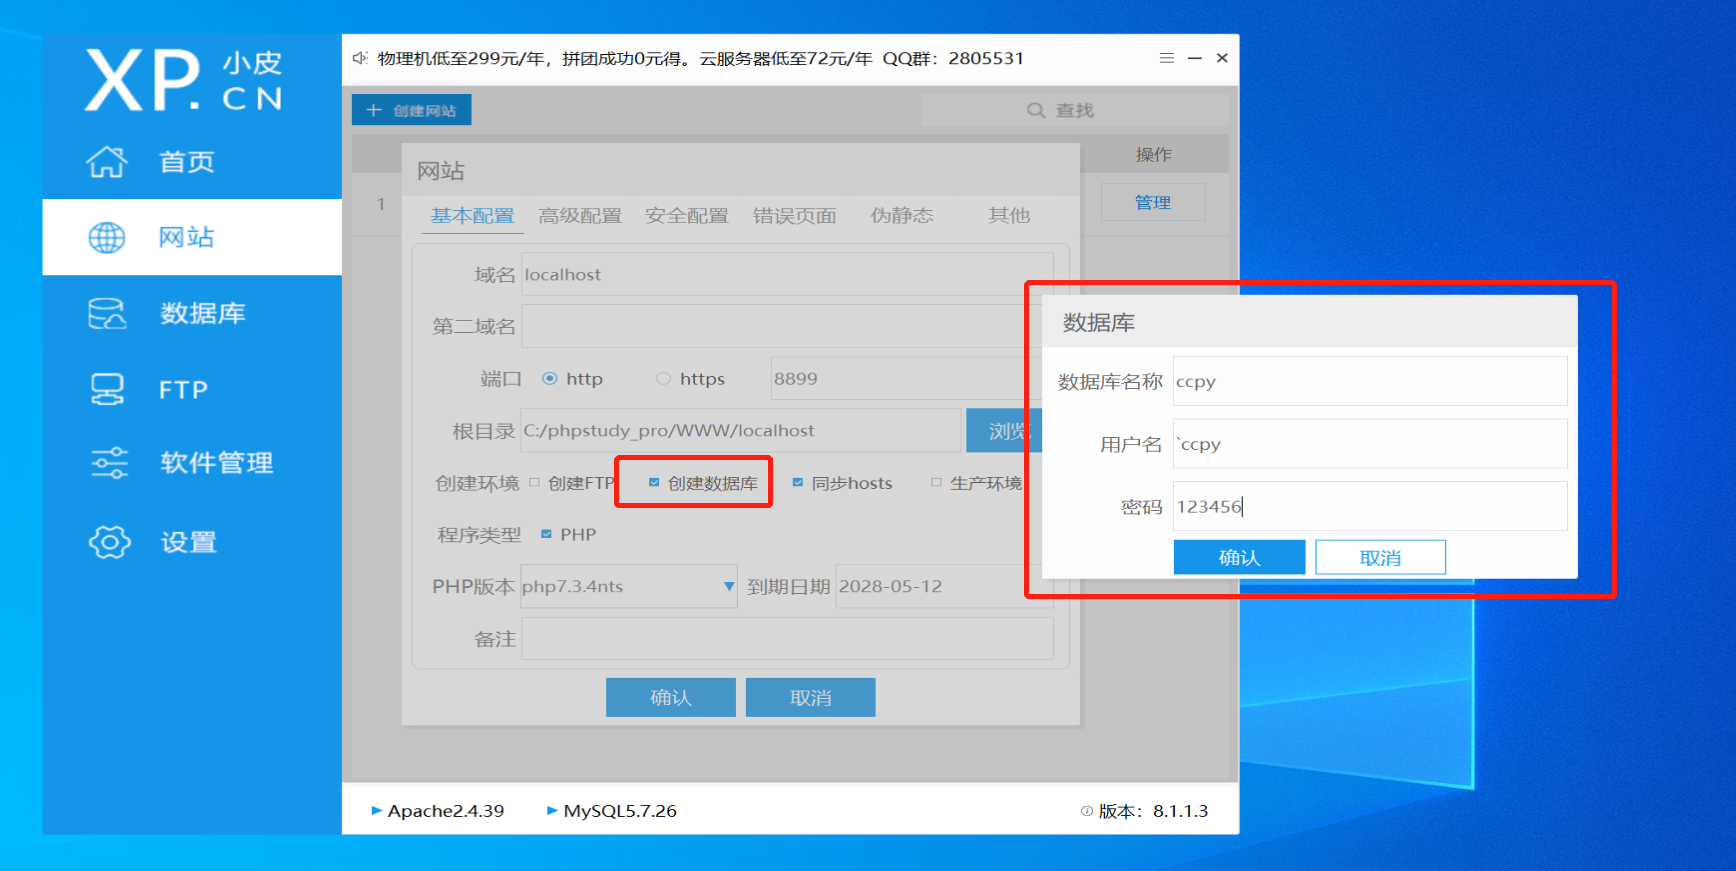 XP.CN 小皮
首页
网站
数据库
FTP
软件管理
设置
物理机低至299元/年，拼团成功0元得。云服务器低至72元/年 QQ群：2805531
创建网站
查找
操作
1
管理
网站
基本配置 高级配置 安全配置 错误页面 伪静态 其他
域名 localhost
第二域名
端口 http https 8899
根目录 C:/phpstudy_pro/WWW/localhost 浏览
创建环境 创建FTP 创建数据库 同步hosts 生产环境
程序类型 PHP
PHP版本 php7.3.4nts 到期日期 2028-05-12
备注
确认 取消
数据库
数据库名称 ccpy
用户名 `ccpy
密码 123456
确认 取消
Apache2.4.39 MySQL5.7.26 版本：8.1.1.3